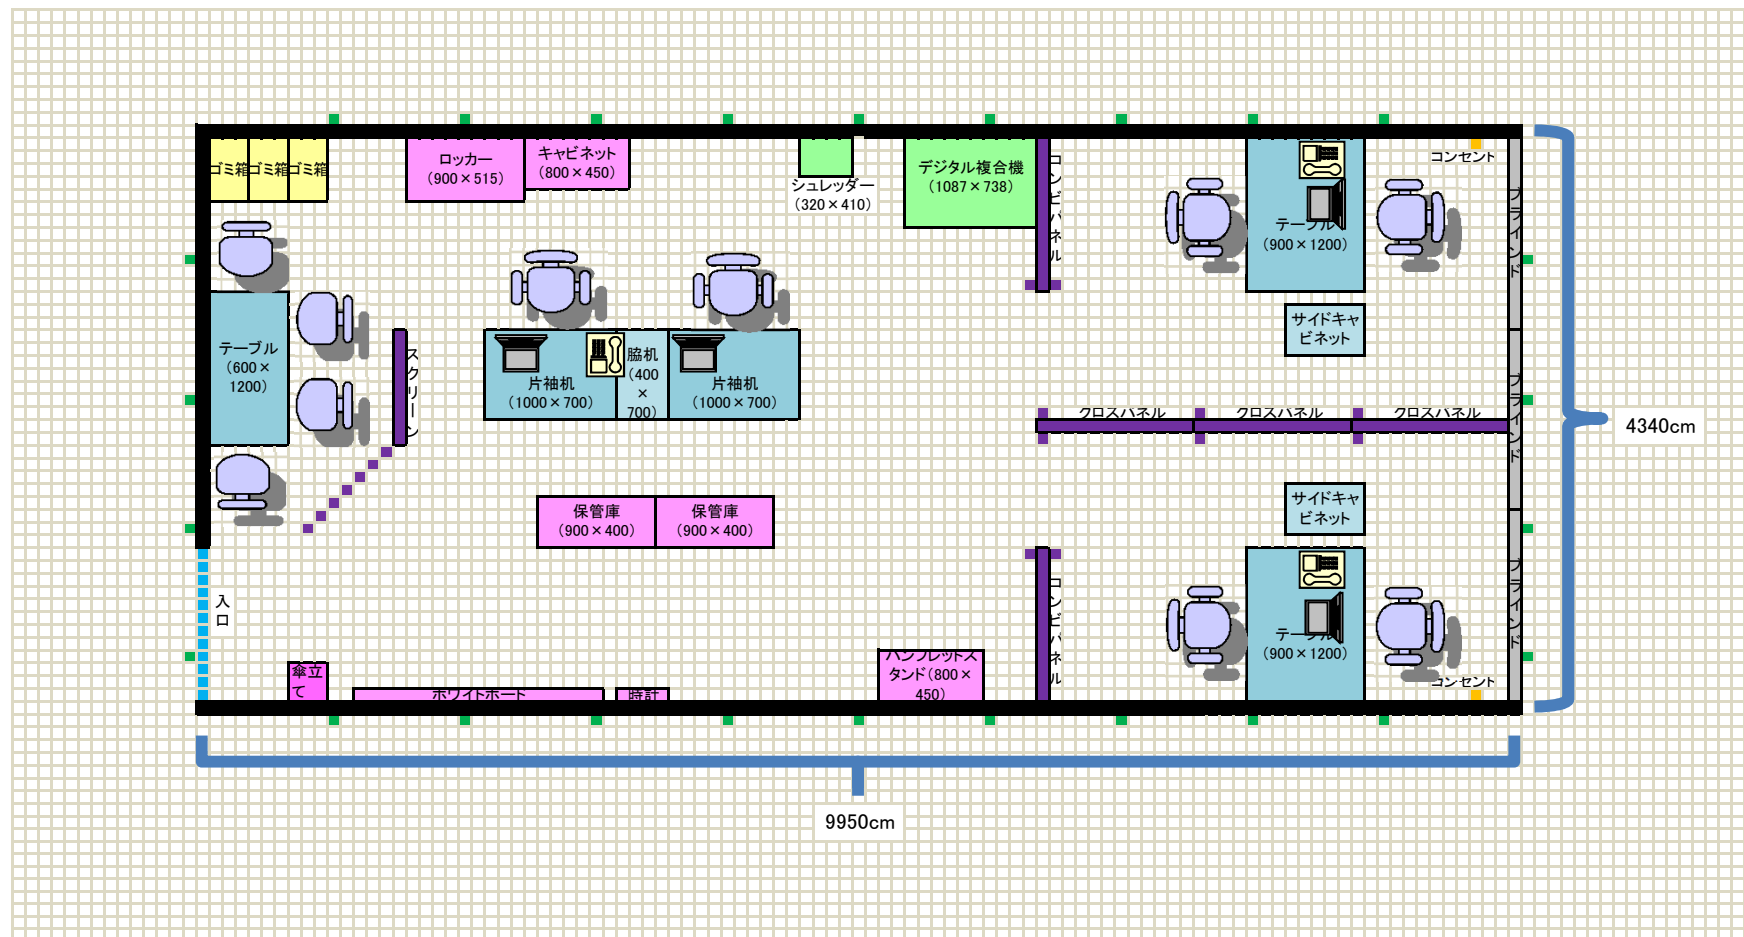 ゴミ箱
ゴミ箱
ゴミ箱
ロッカー
(900×515)
キャビネット
(800×450)
シュレッダー
(320×410)
デジタル複合機
(1087×738)
コンビパネル
テーブル
(900×1200)
コンセント
ブラインド
サイドキャ
ビネット
テーブル
(600×
1200)
スクリーン
片袖机
(1000×700)
脇机
(400
×
700)
片袖机
(1000×700)
クロスパネル
クロスパネル
クロスパネル
ブラインド
4340cm
保管庫
(900×400)
保管庫
(900×400)
サイドキャ
ビネット
入口
コンビパネル
テーブル
(900×1200)
ブラインド
コンセント
傘立
て
ホワイトボート
時計
パンフレットス
タンド(800×
450)
9950cm